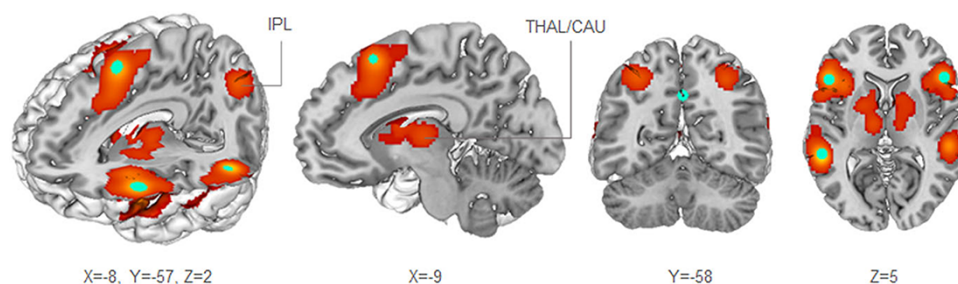 IPL
THAL/CAU
X=-8, Y=-57, Z=2
X=-9
Y=-58
Z=5